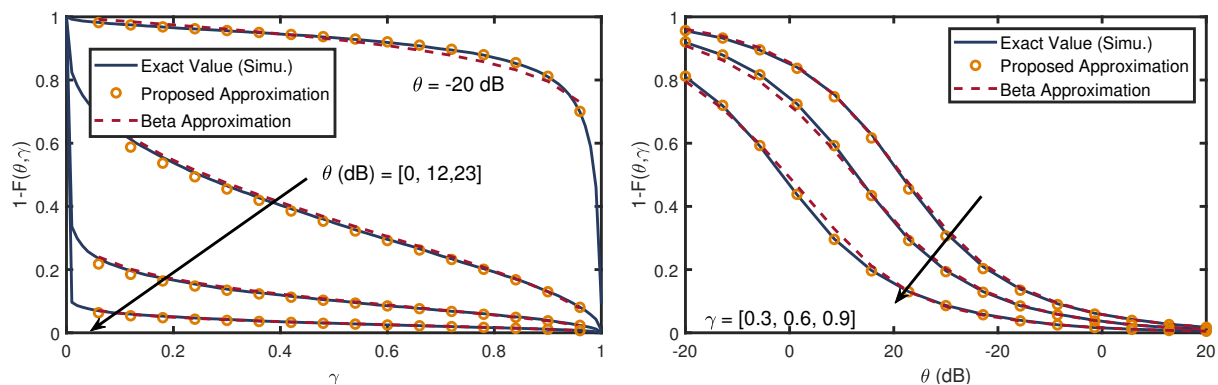 1-F(θ,γ)
1
0.8
0.6
0.4
0.2
0
Exact Value (Simu.)
Proposed Approximation
Beta Approximation
θ = -20 dB
θ (dB) = [0, 12,23]
0 0.2 0.4 0.6 0.8 1
γ
1-F(θ,γ)
1
0.8
0.6
0.4
0.2
0
Exact Value (Simu.)
Proposed Approximation
Beta Approximation
γ = [0.3, 0.6, 0.9]
-20 0 20 -20 0 20
θ (dB)